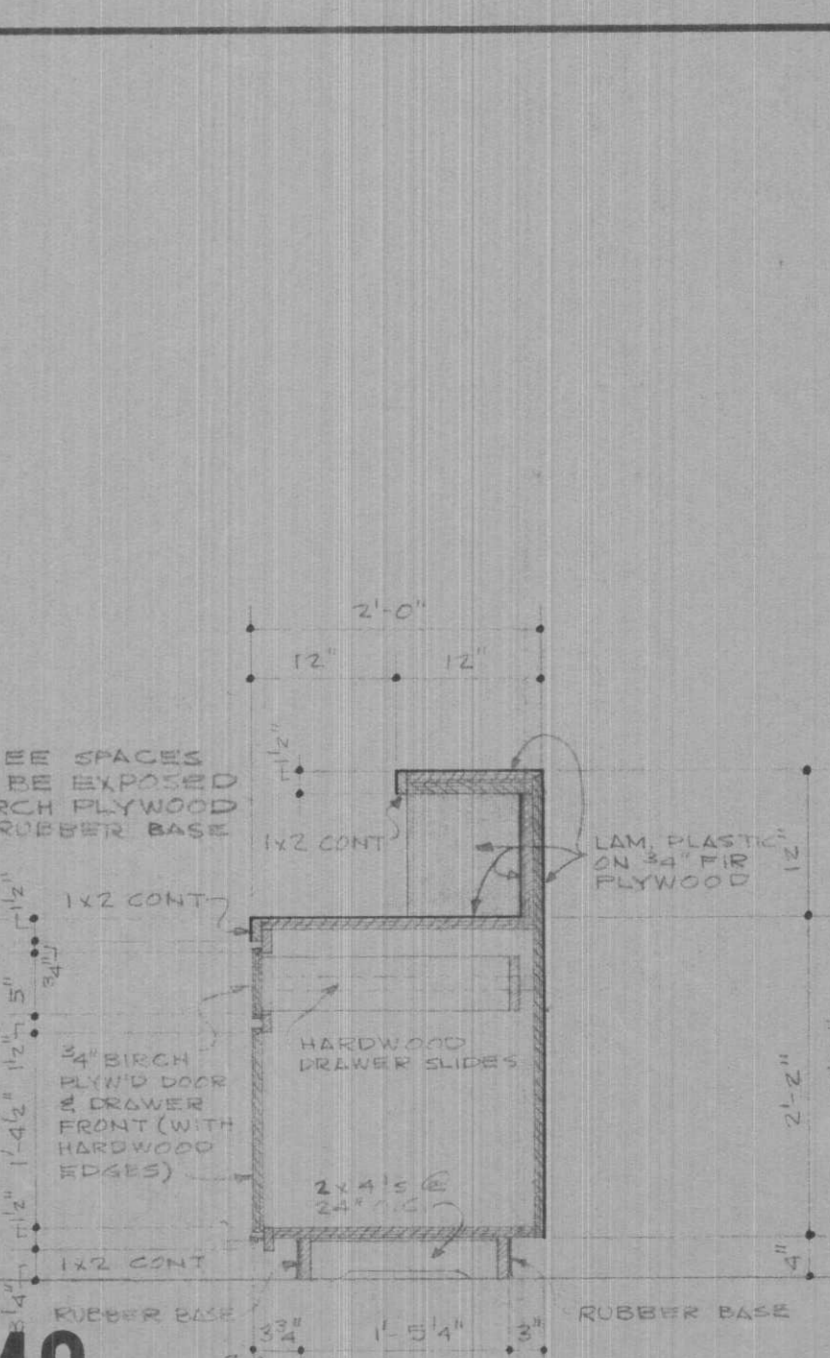 2'-0"
12" 12"
1½"
EE SPACES
BE EXPOSED
RCH PLYWOOD
RUBBER BASE
1x2 CONT
LAM. PLASTIC
ON ¾" FIR
PLYWOOD
12"
1x2 CONT
1½"
¾"
5"
1½"
1'-4½"
1½"
HARDWOOD
DRAWER SLIDES
¾" BIRCH
PLYW'D DOOR
& DRAWER
FRONT (WITH
HARDWOOD
EDGES)
2'-2"
2x4'S @
24" O.C.
1x2 CONT
4"
RUBBER BASE
RUBBER BASE
3¾" 1'-5¼" 3"